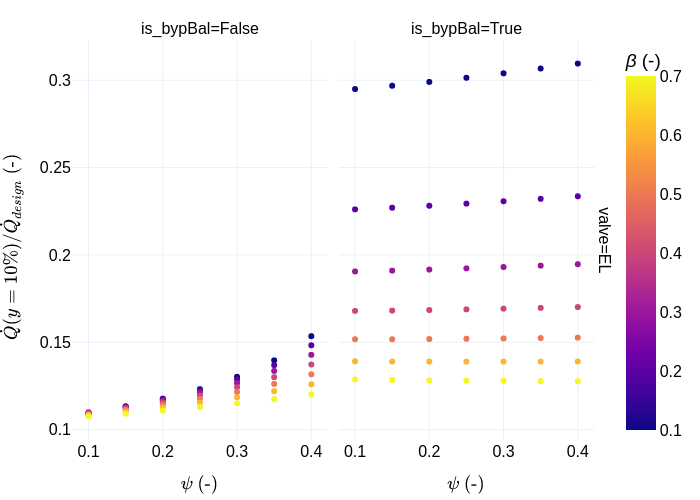 is_bypBal=False
is_bypBal=True
β (-)
0.3
0.25
0.2
0.15
0.1
Q̇(y = 10%)/Q̇design (-)
0.1
0.2
0.3
0.4
ψ (-)
0.1
0.2
0.3
0.4
ψ (-)
valve=EL
0.7
0.6
0.5
0.4
0.3
0.2
0.1